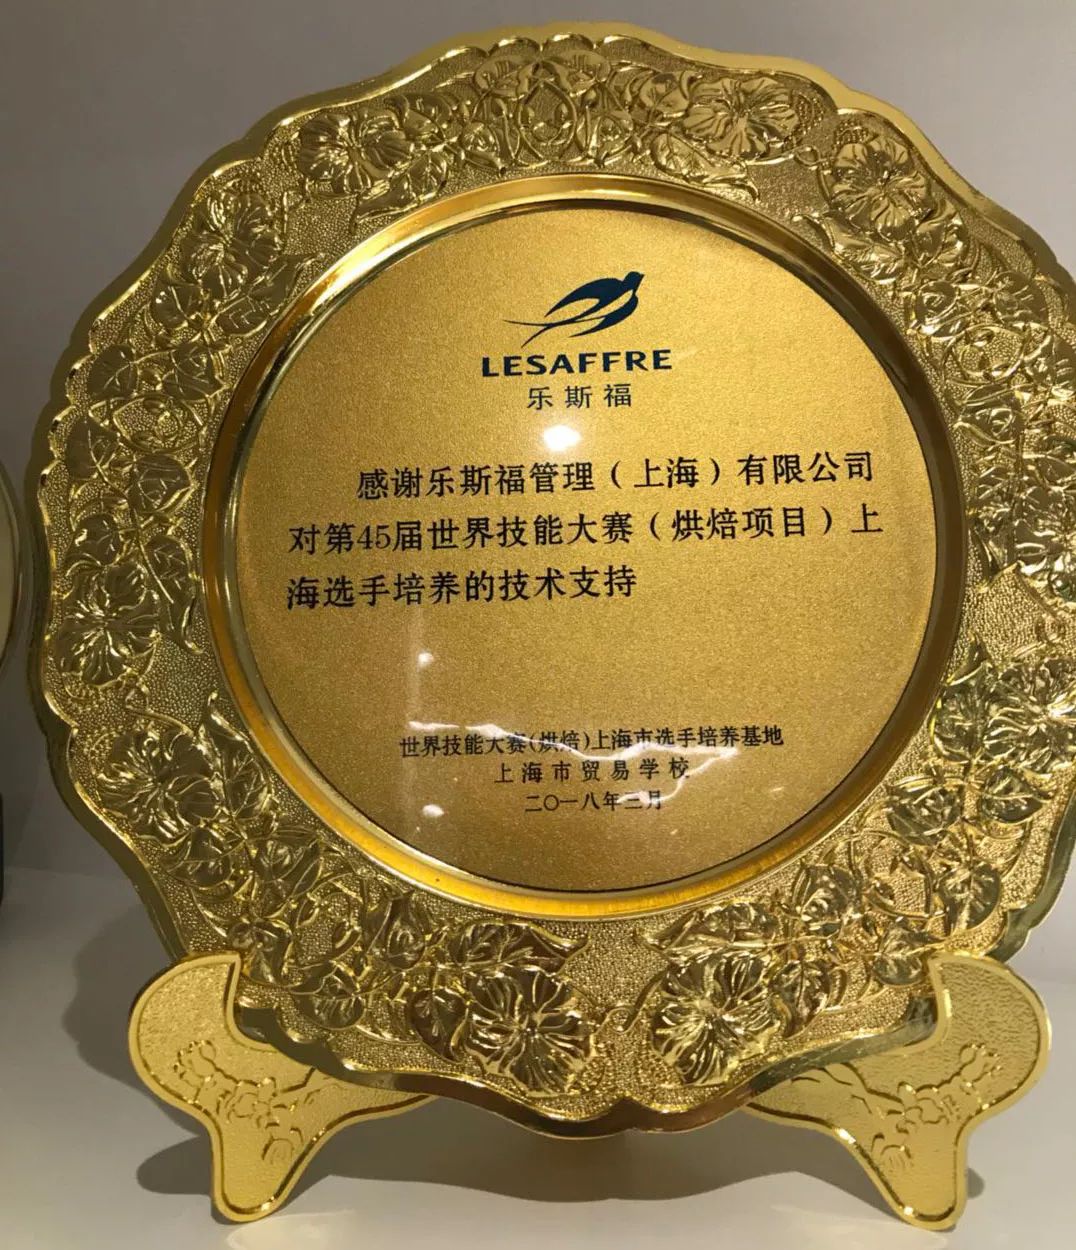 LESAFFRE
乐斯福
感谢乐斯福管理（上海）有限公司
对第45届世界技能大赛（烘焙项目）上
海选手培养的技术支持
世界技能大赛(烘焙)上海市选手培养基地
上海市贸易学校
二〇一八年三月